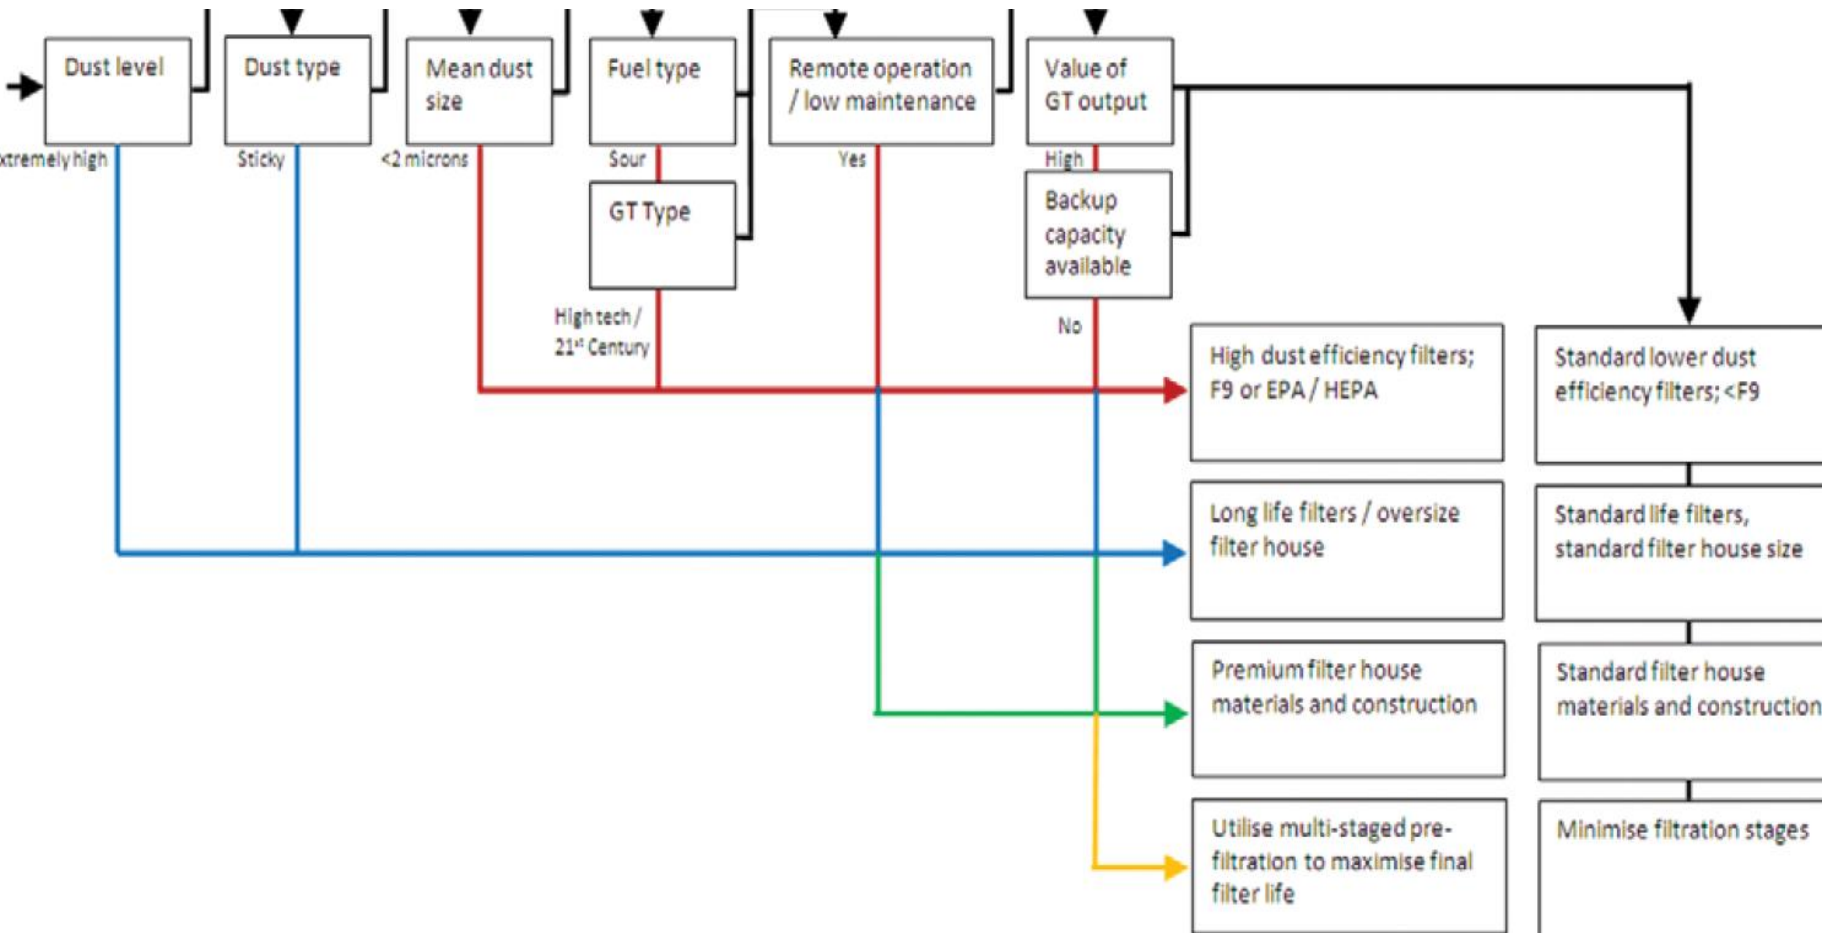 Dust level
Dust type
Mean dust
size
Fuel type
Remote operation
/ low maintenance
Value of
GT output
xtremely high
Sticky
<2 microns
Sour
Yes
High
GT Type
Backup
capacity
available
High tech /
21st Century
No
High dust efficiency filters;
F9 or EPA / HEPA
Standard lower dust
efficiency filters; <F9
Long life filters / oversize
filter house
Standard life filters,
standard filter house size
Premium filter house
materials and construction
Standard filter house
materials and construction
Utilise multi-staged pre-
filtration to maximise final
filter life
Minimise filtration stages